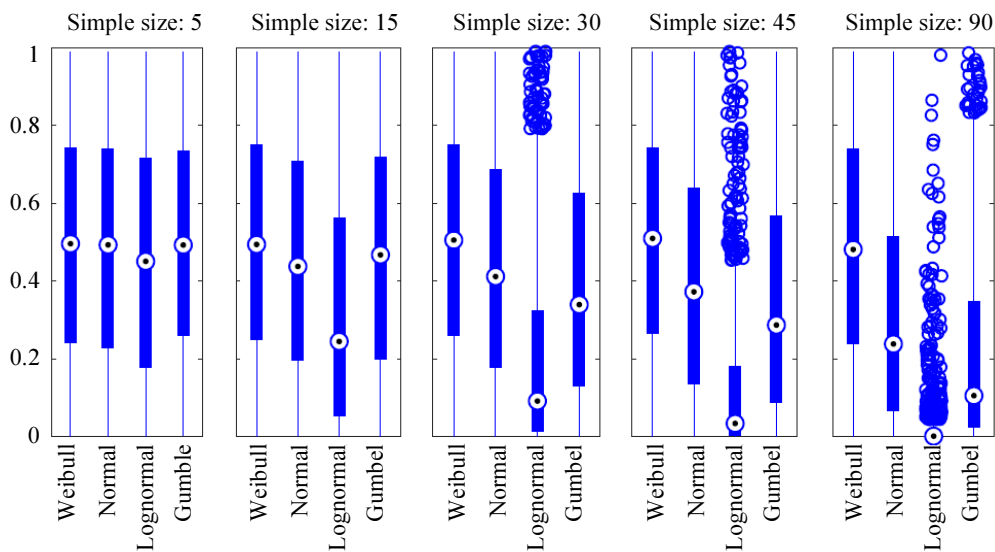 Simple size: 5
Simple size: 15
Simple size: 30
Simple size: 45
Simple size: 90
1
0.8
0.6
0.4
0.2
0
Weibull
Normal
Lognormal
Gumble
Weibull
Normal
Lognormal
Gumbel
Weibull
Normal
Lognormal
Gumbel
Weibull
Normal
Lognormal
Gumbel
Weibull
Normal
Lognormal
Gumbel